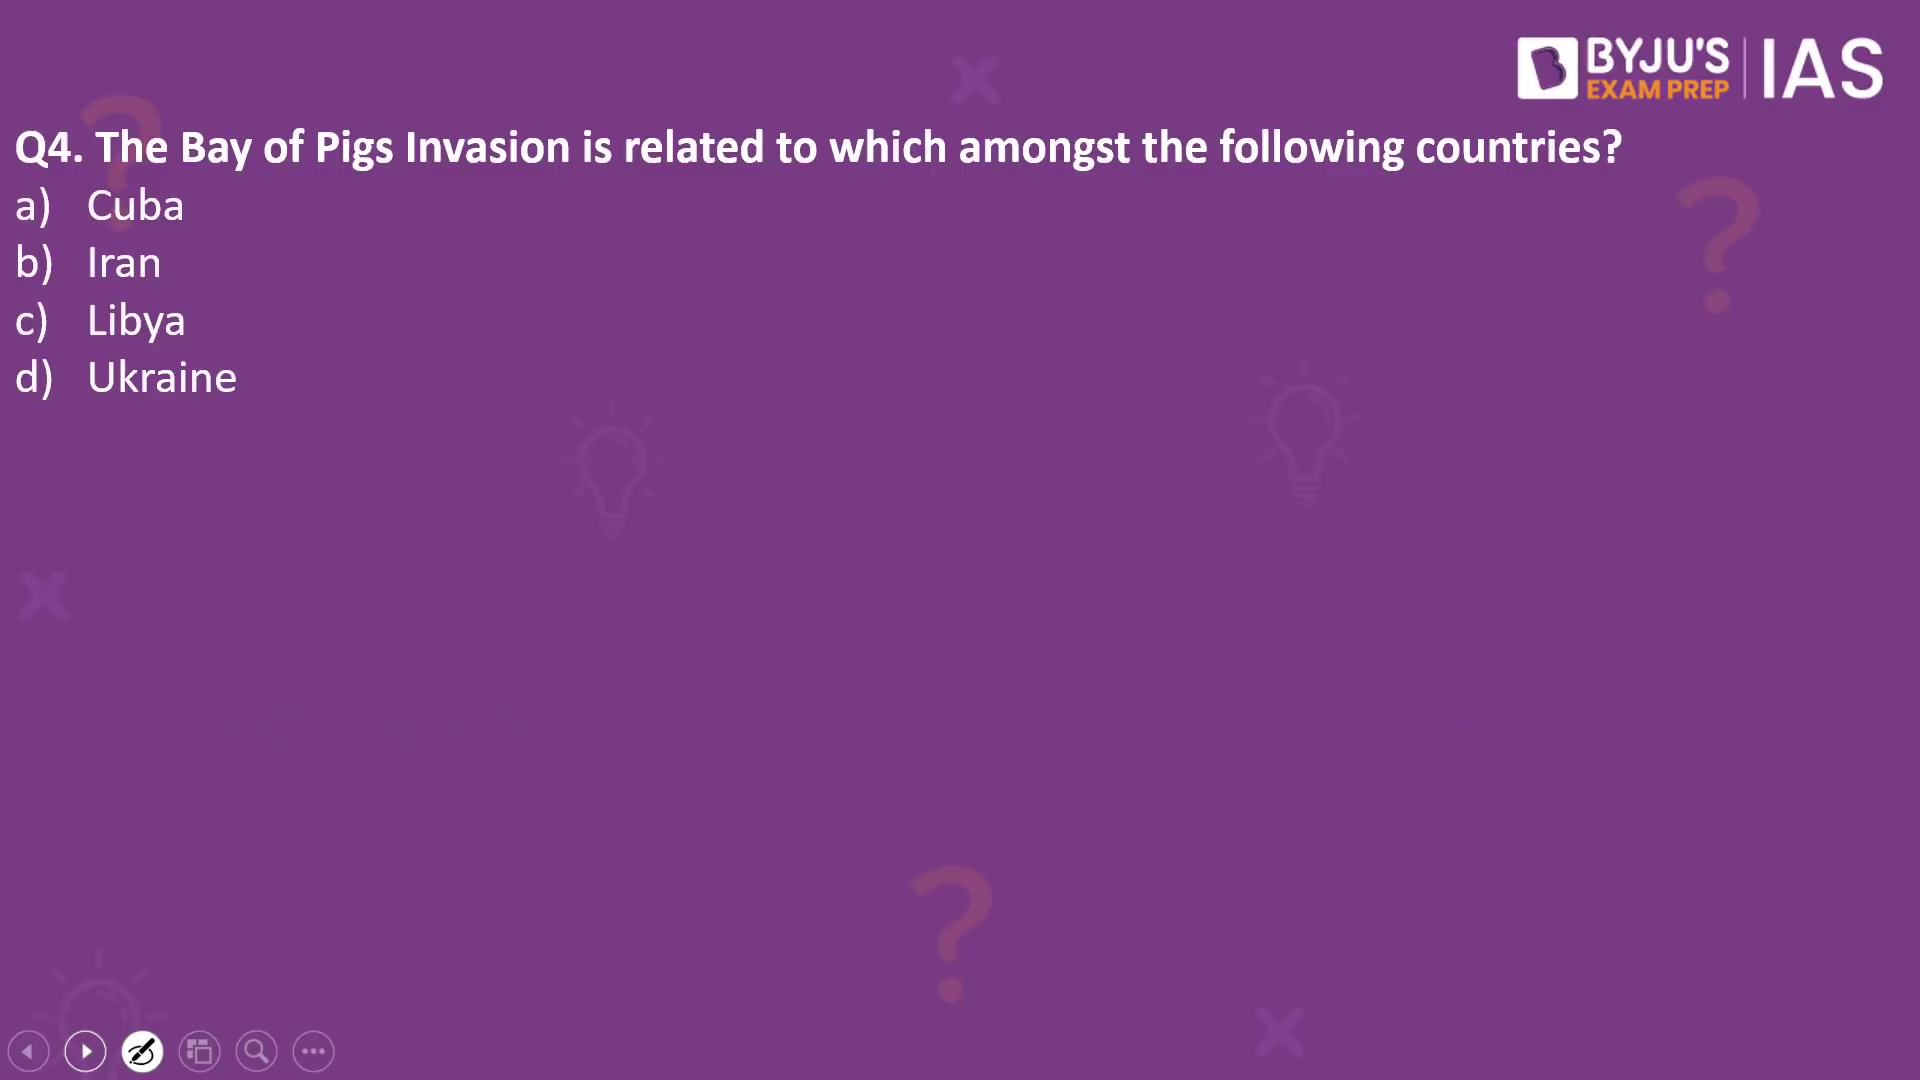 BYJU'S
EXAM PREP
IAS
Q4. The Bay of Pigs Invasion is related to which amongst the following countries?
a) Cuba
b) Iran
c) Libya
d) Ukraine